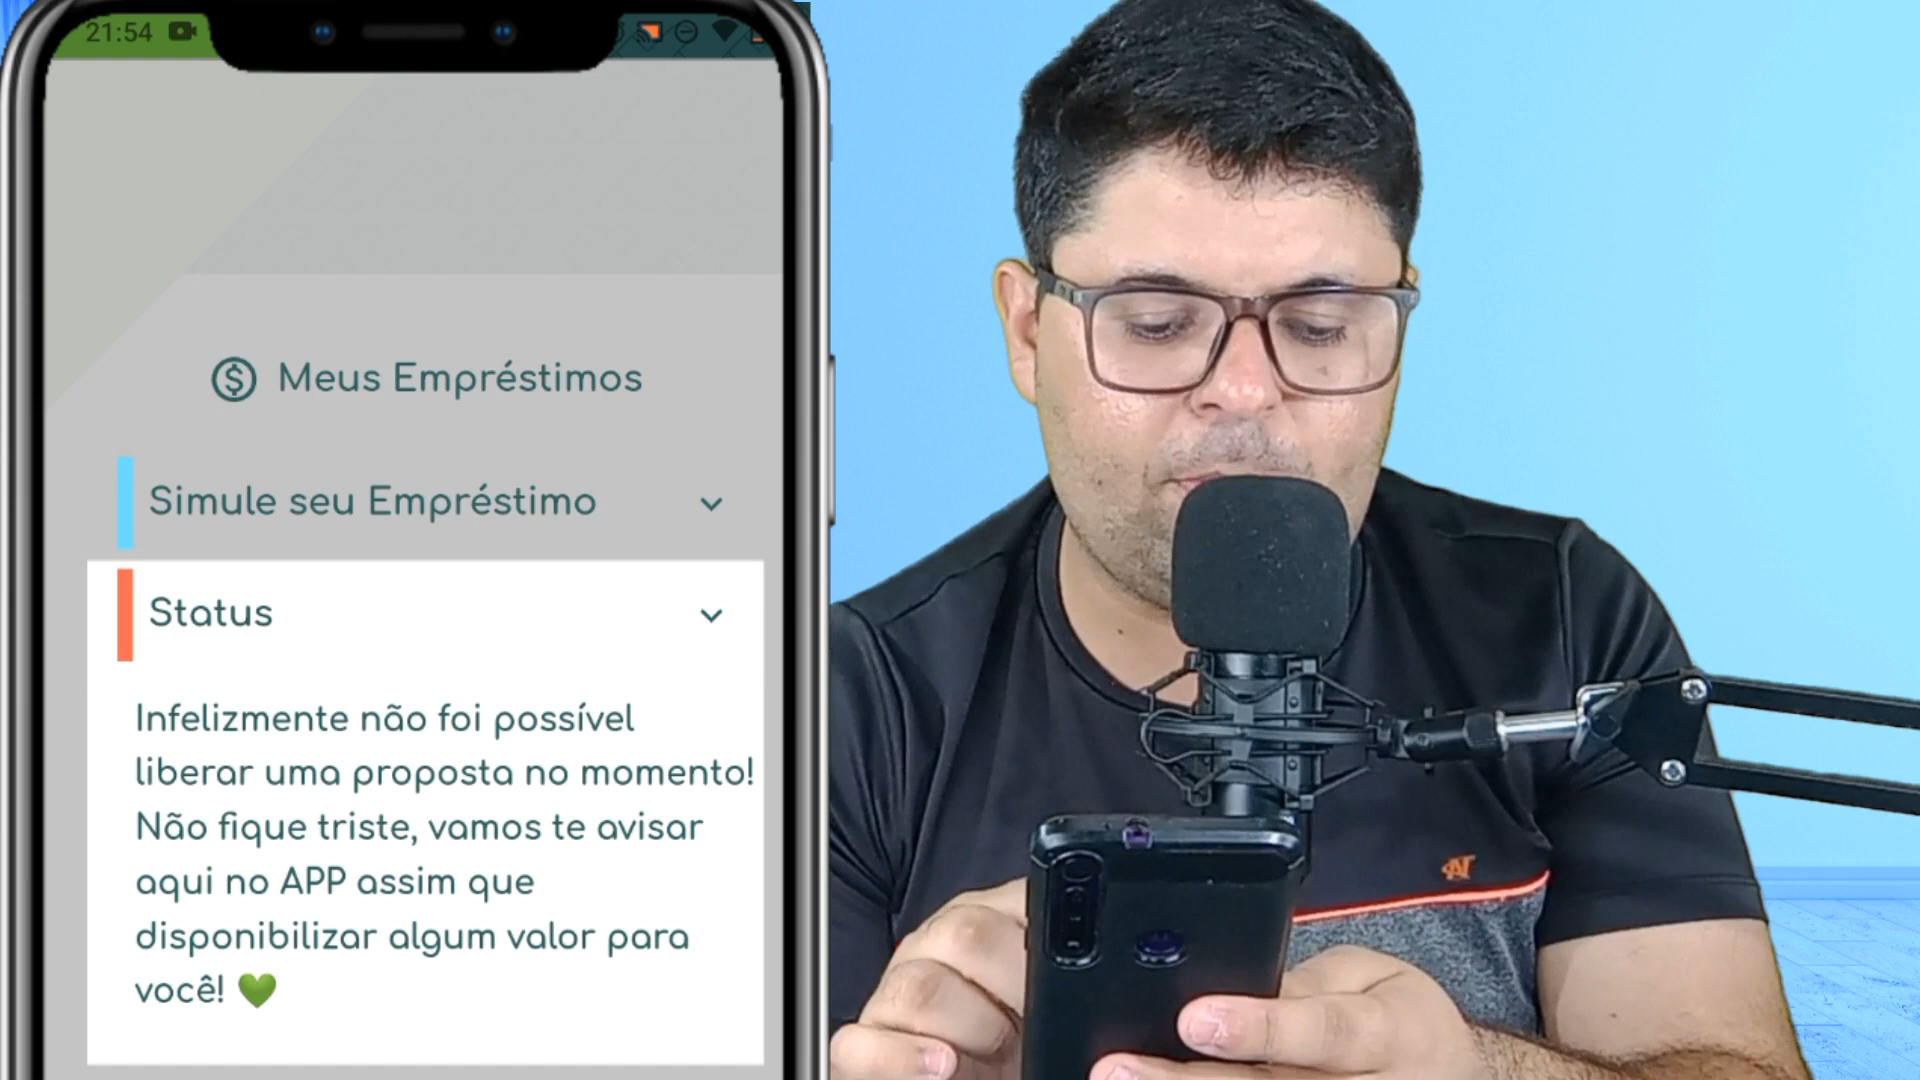 21:54
Meus Empréstimos
Simule seu Empréstimo
Status
Infelizmente não foi possível
liberar uma proposta no momento!
Não fique triste, vamos te avisar
aqui no APP assim que
disponibilizar algum valor para
você! 💚